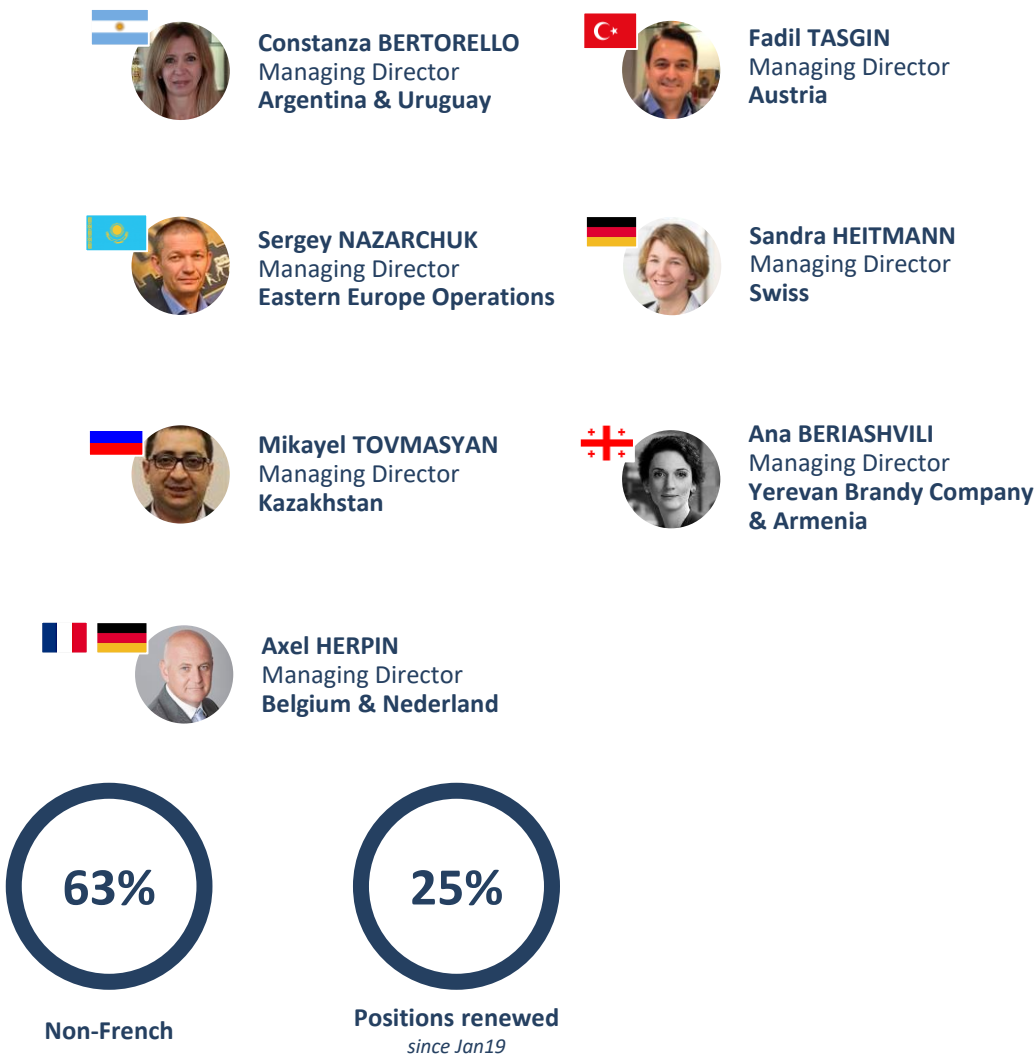 Constanza BERTORELLO
Managing Director
Argentina & Uruguay
Fadil TASGIN
Managing Director
Austria
Sergey NAZARCHUK
Managing Director
Eastern Europe Operations
Sandra HEITMANN
Managing Director
Swiss
Mikayel TOVMASYAN
Managing Director
Kazakhstan
Ana BERIASHVILI
Managing Director
Yerevan Brandy Company
& Armenia
Axel HERPIN
Managing Director
Belgium & Nederland
63%
Non-French
25%
Positions renewed
since Jan19